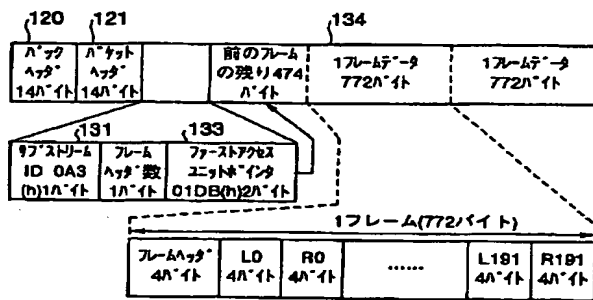 120
121
134
パック
ヘッダ
14バイト
パケット
ヘッダ
14バイト
前のフレーム
の残り474
バイト
1フレームデータ
772バイト
1フレームデータ
772バイト
131
133
サブストリーム
ID 0A3
(h)1バイト
フレーム
ヘッダ数
1バイト
ファーストアクセス
ユニットポインタ
01DB(h)2バイト
1フレーム(772バイト)
フレームヘッダ
4バイト
L0
4バイト
R0
4バイト
……
L191
4バイト
R191
4バイト